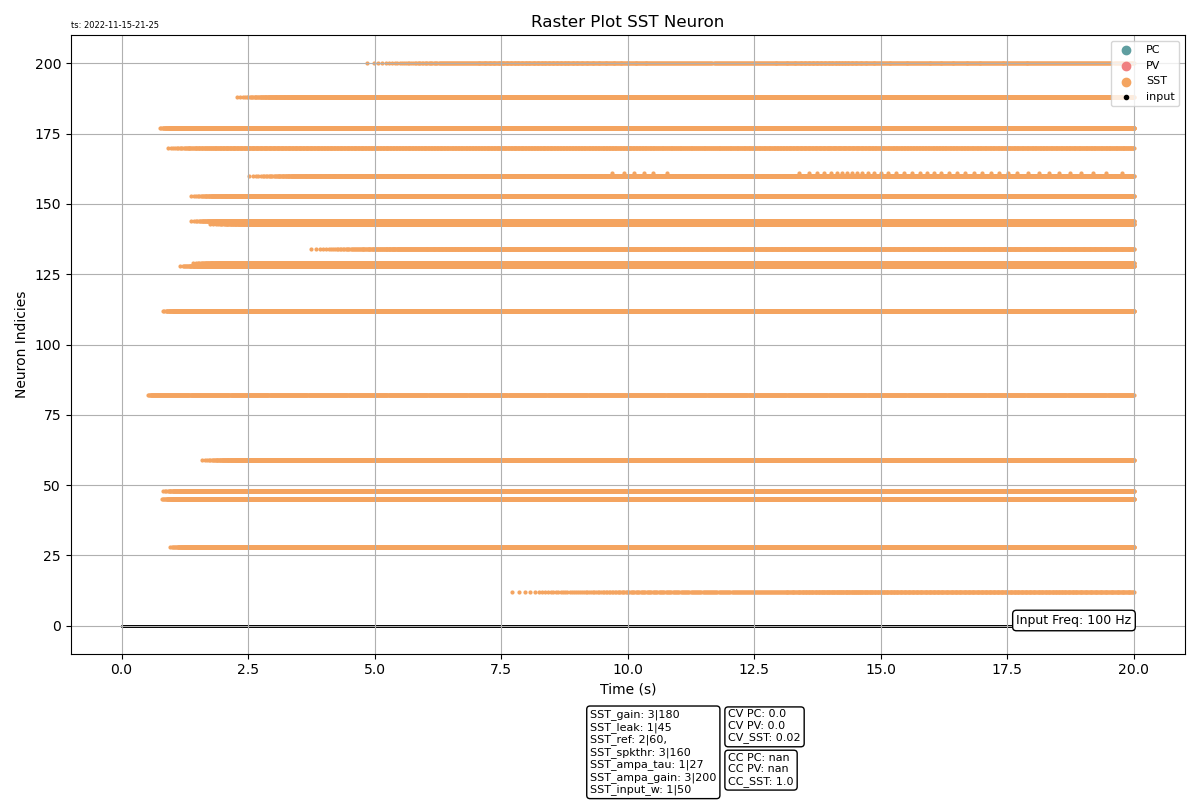 ts: 2022-11-15-21-25
Raster Plot SST Neuron
PC
PV
SST
input
200
175
150
125
100
75
50
25
0
Neuron Indicies
Input Freq: 100 Hz
0.0 2.5 5.0 7.5 10.0 12.5 15.0 17.5 20.0
Time (s)
SST_gain: 3|180
SST_leak: 1|45
SST_ref: 2|60,
SST_spkthr: 3|160
SST_ampa_tau: 1|27
SST_ampa_gain: 3|200
SST_input_w: 1|50
CV PC: 0.0
CV PV: 0.0
CV_SST: 0.02
CC PC: nan
CC PV: nan
CC_SST: 1.0